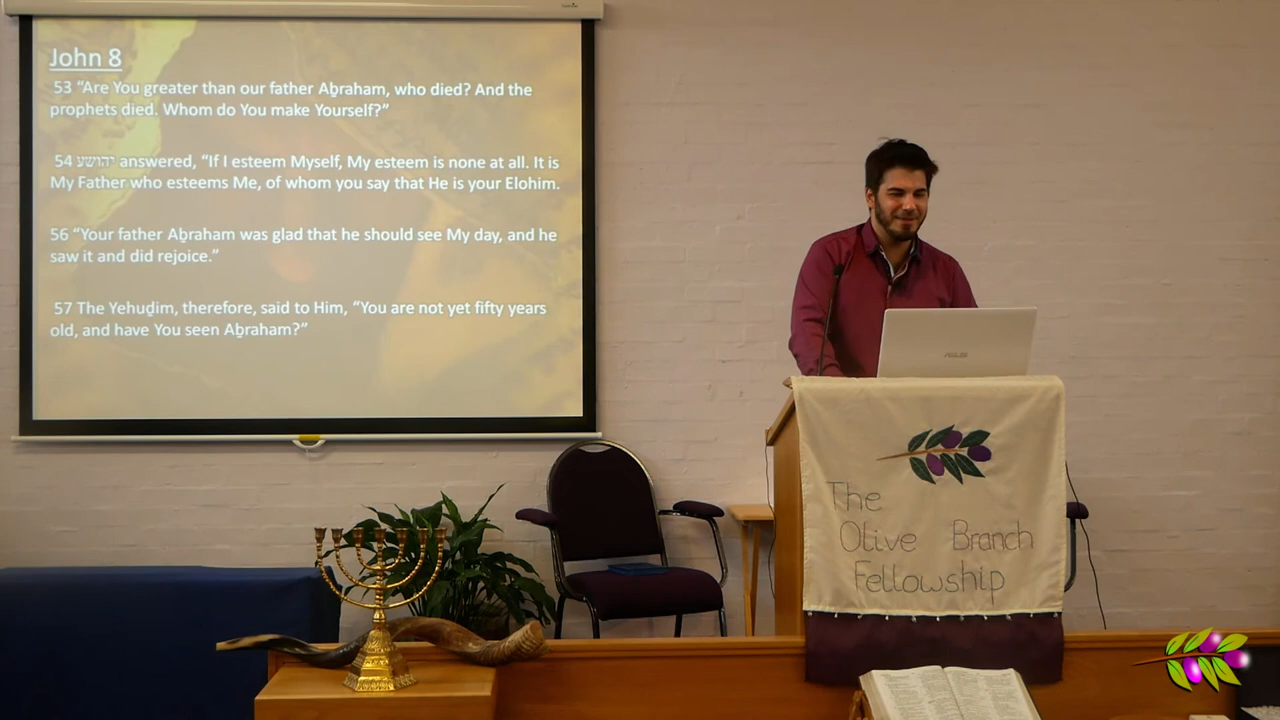 John 8
53 “Are You greater than our father Aḇraham, who died? And the
prophets died. Whom do You make Yourself?”
54 יהושע answered, “If I esteem Myself, My esteem is none at all. It is
My Father who esteems Me, of whom you say that He is your Elohim.
56 “Your father Aḇraham was glad that he should see My day, and he
saw it and did rejoice.”
57 The Yehuḏim, therefore, said to Him, “You are not yet fifty years
old, and have You seen Aḇraham?”
ASUS
The
Olive Branch
Fellowship